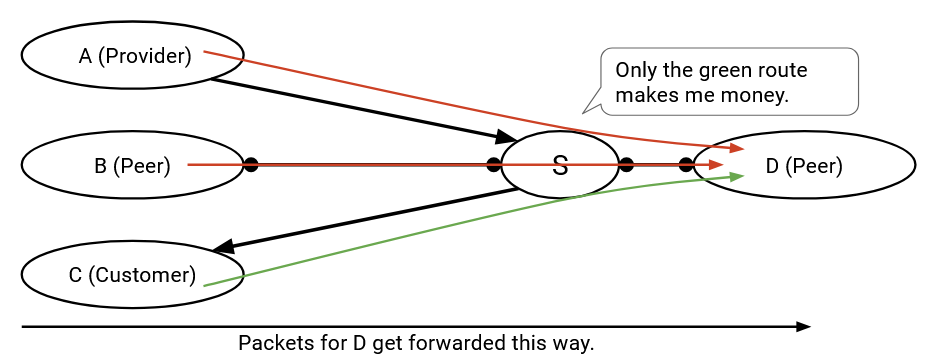 A (Provider)
Only the green route
makes me money.
B (Peer)
S
D (Peer)
C (Customer)
Packets for D get forwarded this way.